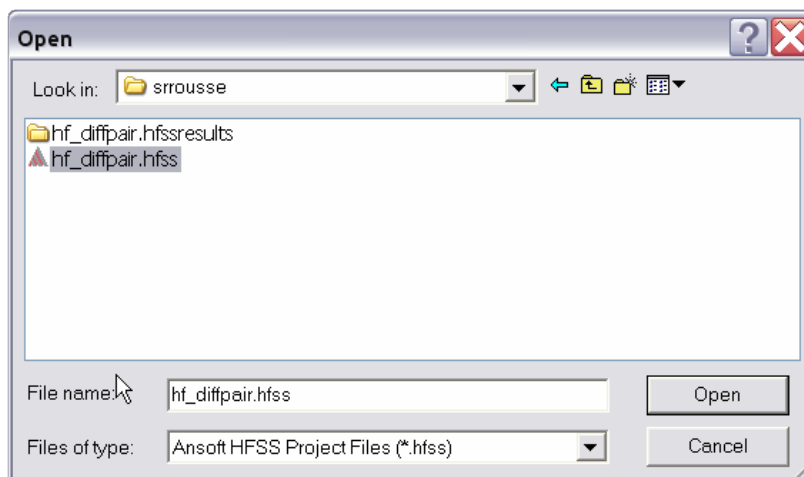 Open
Look in: srrousse
hf_diffpair.hfssresults
hf_diffpair.hfss
File name: hf_diffpair.hfss Open
Files of type: Ansoft HFSS Project Files (*.hfss) Cancel